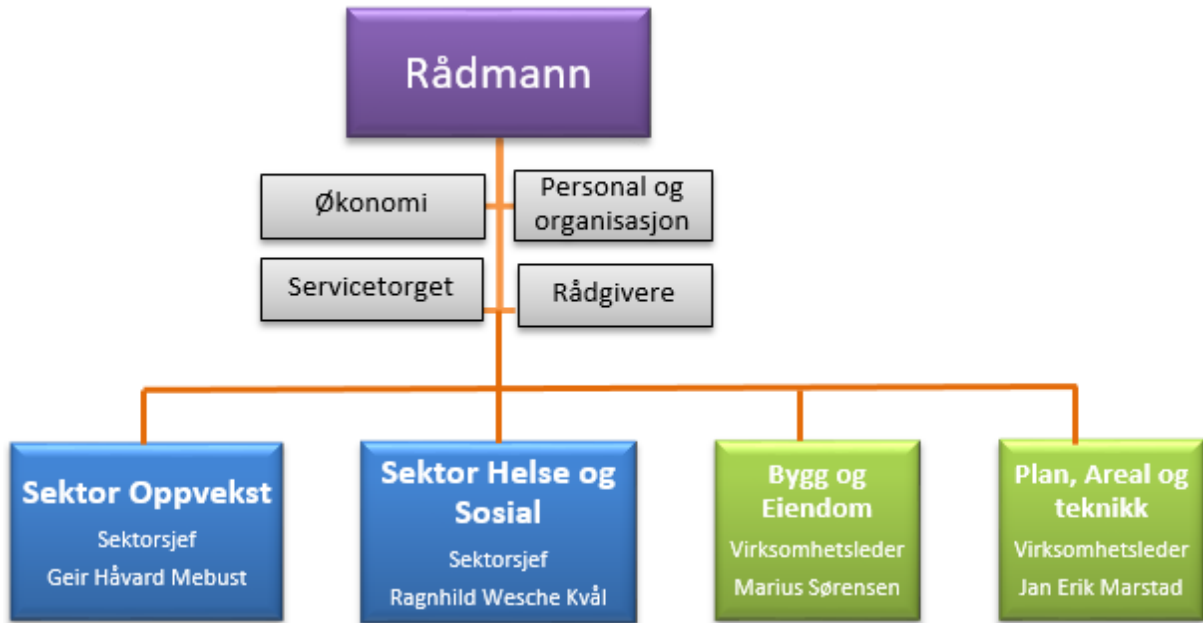 Rådmann
Økonomi
Personal og
organisasjon
Servicetorget
Rådgivere
Sektor Oppvekst
Sektorsjef
Geir Håvard Mebust
Sektor Helse og
Sosial
Sektorsjef
Ragnhild Wesche Kvål
Bygg og
Eiendom
Virksomhetsleder
Marius Sørensen
Plan, Areal og
teknikk
Virksomhetsleder
Jan Erik Marstad